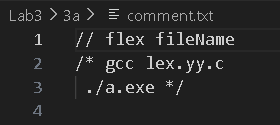 Lab3 > 3a > comment.txt
1 // flex fileName
2 /* gcc lex.yy.c
3 ./a.exe */
4